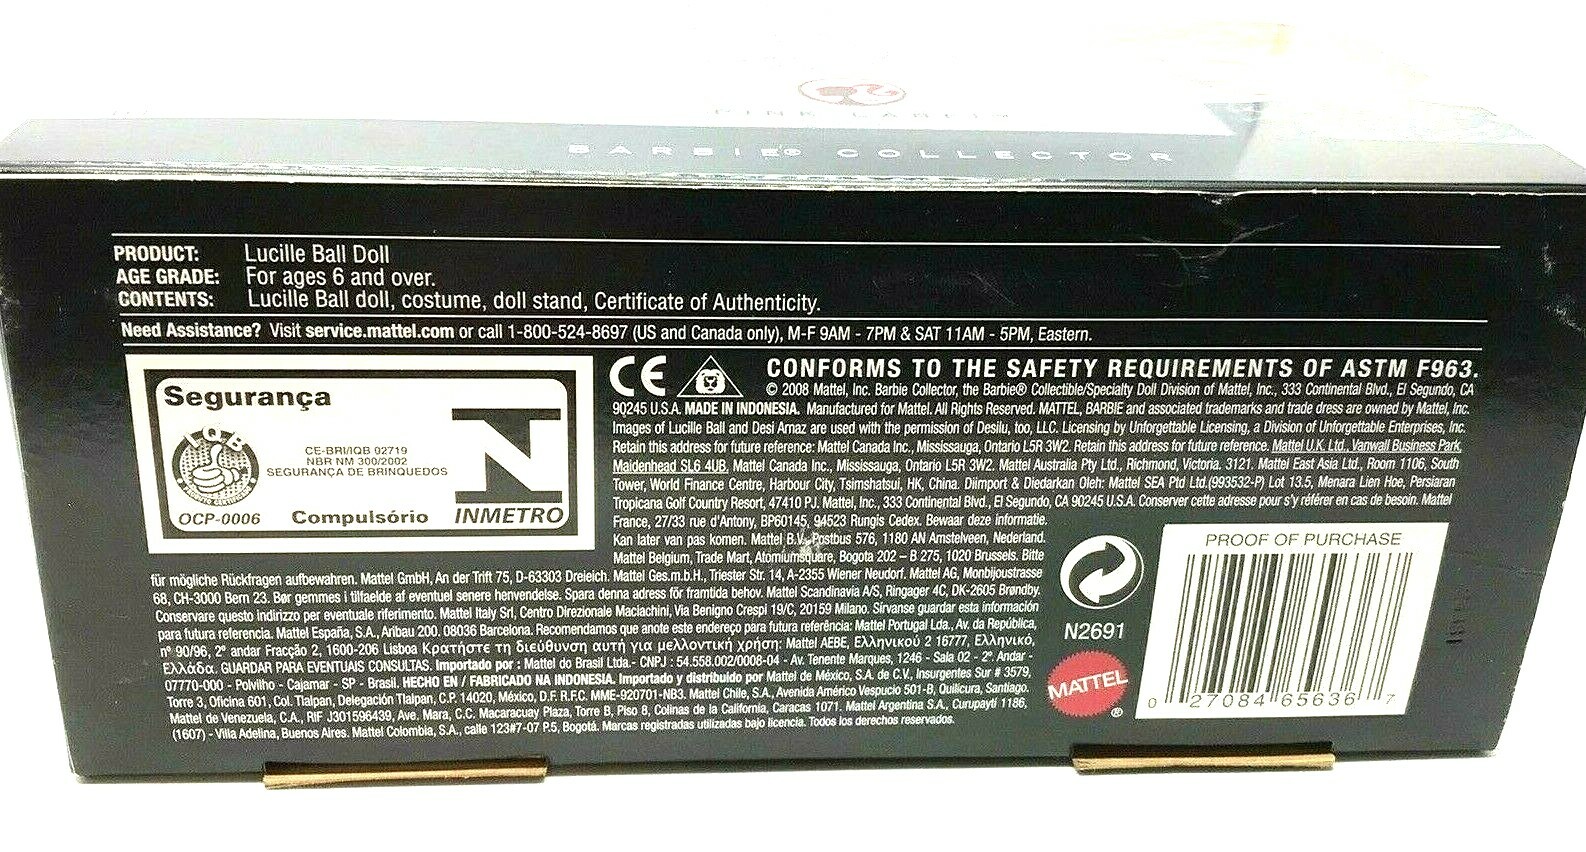 PINK LABEL™
BARBIE® COLLECTOR
PRODUCT: Lucille Ball Doll
AGE GRADE: For ages 6 and over.
CONTENTS: Lucille Ball doll, costume, doll stand, Certificate of Authenticity.
Need Assistance? Visit service.mattel.com or call 1-800-524-8697 (US and Canada only), M-F 9AM - 7PM & SAT 11AM - 5PM, Eastern.
Segurança
I.Q.B
CE-BRI/IQB 02719
NBR NM 300/2002
SEGURANÇA DE BRINQUEDOS
OCP-0006 Compulsório INMETRO
CE CONFORMS TO THE SAFETY REQUIREMENTS OF ASTM F963.
© 2008 Mattel, Inc. Barbie Collector, the Barbie® Collectible/Specialty Doll Division of Mattel, Inc., 333 Continental Blvd., El Segundo, CA
90245 U.S.A. MADE IN INDONESIA. Manufactured for Mattel. All Rights Reserved. MATTEL, BARBIE and associated trademarks and trade dress are owned by Mattel, Inc.
Images of Lucille Ball and Desi Arnaz are used with the permission of Desilu, too, LLC. Licensing by Unforgettable Licensing, a Division of Unforgettable Enterprises, Inc.
Retain this address for future reference: Mattel Canada Inc., Mississauga, Ontario L5R 3W2. Retain this address for future reference. Mattel U.K. Ltd., Vanwall Business Park,
Maidenhead SL6 4UB. Mattel Canada Inc., Mississauga, Ontario L5R 3W2. Mattel Australia Pty Ltd., Richmond, Victoria. 3121. Mattel East Asia Ltd., Room 1106, South
Tower, World Finance Centre, Harbour City, Tsimshatsui, HK, China. Diimport & Diedarkan Oleh: Mattel SEA Ptd Ltd.(993532-P) Lot 13.5, Menara Lien Hoe, Persiaran
Tropicana Golf Country Resort, 47410 PJ. Mattel, Inc., 333 Continental Blvd., El Segundo, CA 90245 U.S.A. Conserver cette adresse pour s'y référer en cas de besoin. Mattel
France, 27/33 rue d'Antony, BP60145, 94523 Rungis Cedex. Bewaar deze informatie.
Kan later van pas komen. Mattel B.V., Postbus 576, 1180 AN Amstelveen, Nederland.
Mattel Belgium, Trade Mart, Atomiumsquare, Bogota 202 – B 275, 1020 Brussels. Bitte
für mögliche Rückfragen aufbewahren. Mattel GmbH, An der Trift 75, D-63303 Dreieich. Mattel Ges.m.b.H., Triester Str. 14, A-2355 Wiener Neudorf. Mattel AG, Monbijoustrasse
68, CH-3000 Bern 23. Bør gemmes i tilfælde af eventuel senere henvendelse. Spara denna adress för framtida behov. Mattel Scandinavia A/S, Ringager 4C, DK-2605 Brøndby.
Conservare questo indirizzo per eventuale riferimento. Mattel Italy Srl, Centro Direzionale Maciachini, Via Benigno Crespi 19/C, 20159 Milano. Sírvanse guardar esta información
para futura referencia. Mattel España, S.A., Aribau 200. 08036 Barcelona. Recomendamos que anote este endereço para futura referência: Mattel Portugal Lda., Av. da República,
nº 90/96, 2º andar Fracção 2, 1600-206 Lisboa Κρατήστε τη διεύθυνση αυτή για μελλοντική χρήση: Mattel AEBE, Ελληνικού 2 16777, Ελληνικό,
Ελλάδα. GUARDAR PARA EVENTUAIS CONSULTAS. Importado por : Mattel do Brasil Ltda.- CNPJ : 54.558.002/0008-04 - Av. Tenente Marques, 1246 - Sala 02 - 2º. Andar -
07770-000 - Polvilho - Cajamar - SP - Brasil. HECHO EN / FABRICADO NA INDONESIA. Importado y distribuido por Mattel de México, S.A. de C.V., Insurgentes Sur # 3579,
Torre 3, Oficina 601, Col. Tlalpan, Delegación Tlalpan, C.P. 14020, México, D.F. R.F.C. MME-920701-NB3. Mattel Chile, S.A., Avenida Américo Vespucio 501-B, Quilicura, Santiago.
Mattel de Venezuela, C.A., RIF J301596439, Ave. Mara, C.C. Macaracuay Plaza, Torre B, Piso 8, Colinas de la California, Caracas 1071. Mattel Argentina S.A., Curupaytí 1186,
(1607) - Villa Adelina, Buenos Aires. Mattel Colombia, S.A., calle 123#7-07 P.5, Bogotá. Marcas registradas utilizadas bajo licencia. Todos los derechos reservados.
N2691
MATTEL®
PROOF OF PURCHASE
0 27084 65636 7